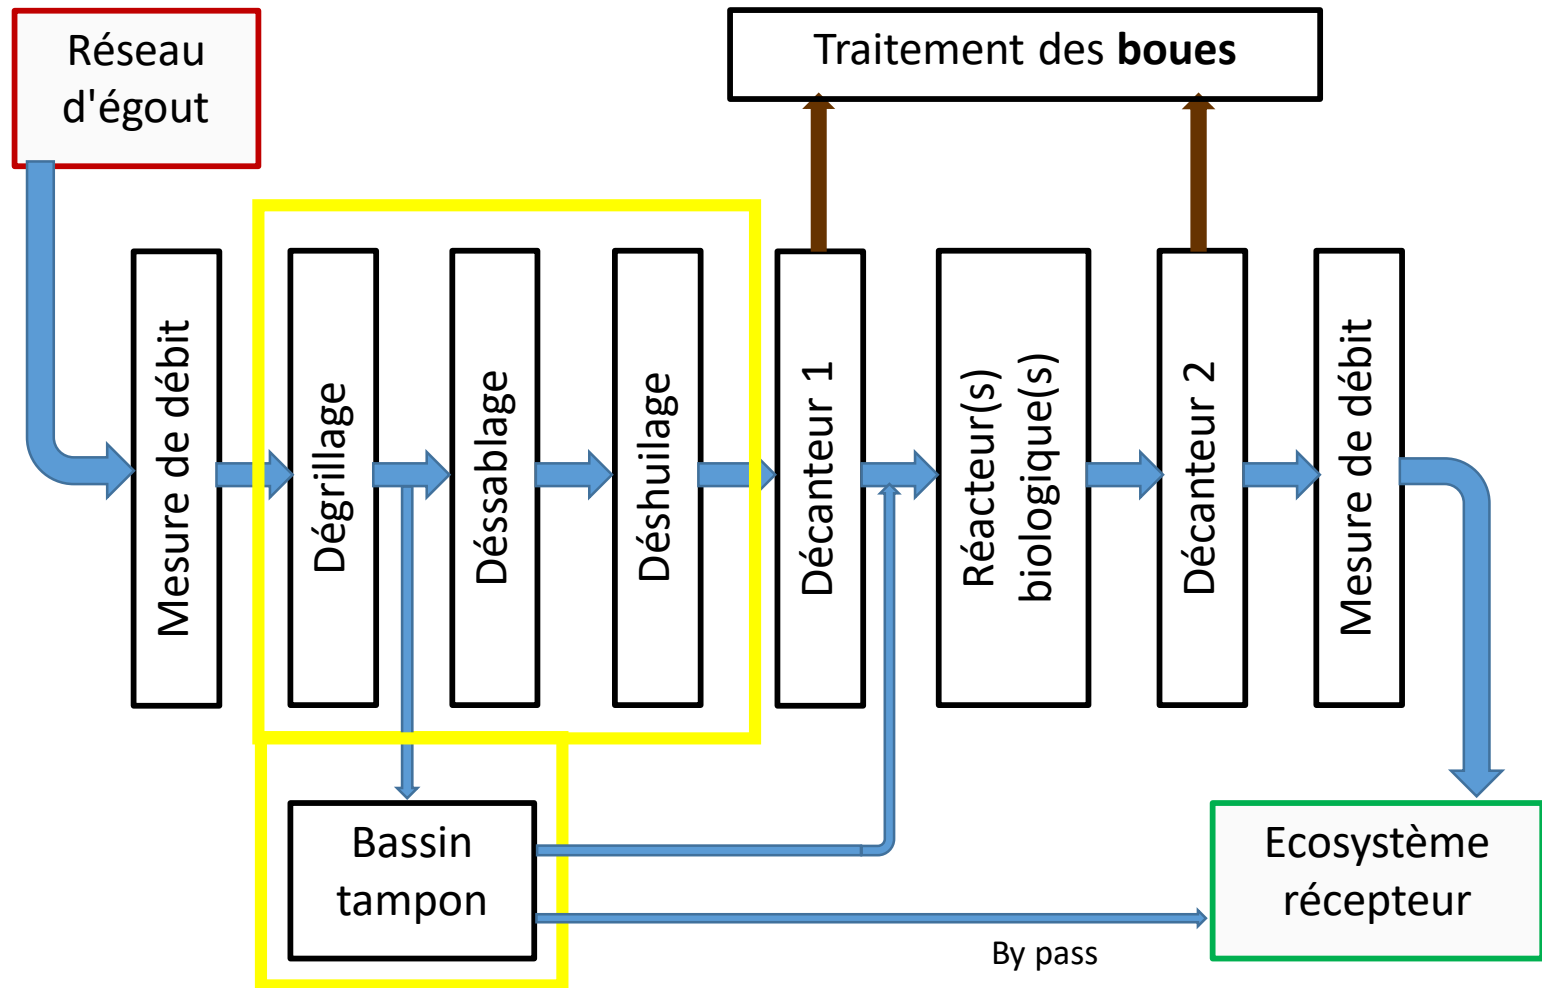 Réseau
d'égout
Traitement des boues
Mesure de débit
Dégrillage
Déssablage
Déshuilage
Décanteur 1
Réacteur(s)
biologique(s)
Décanteur 2
Mesure de débit
Bassin
tampon
By pass
Ecosystème
récepteur